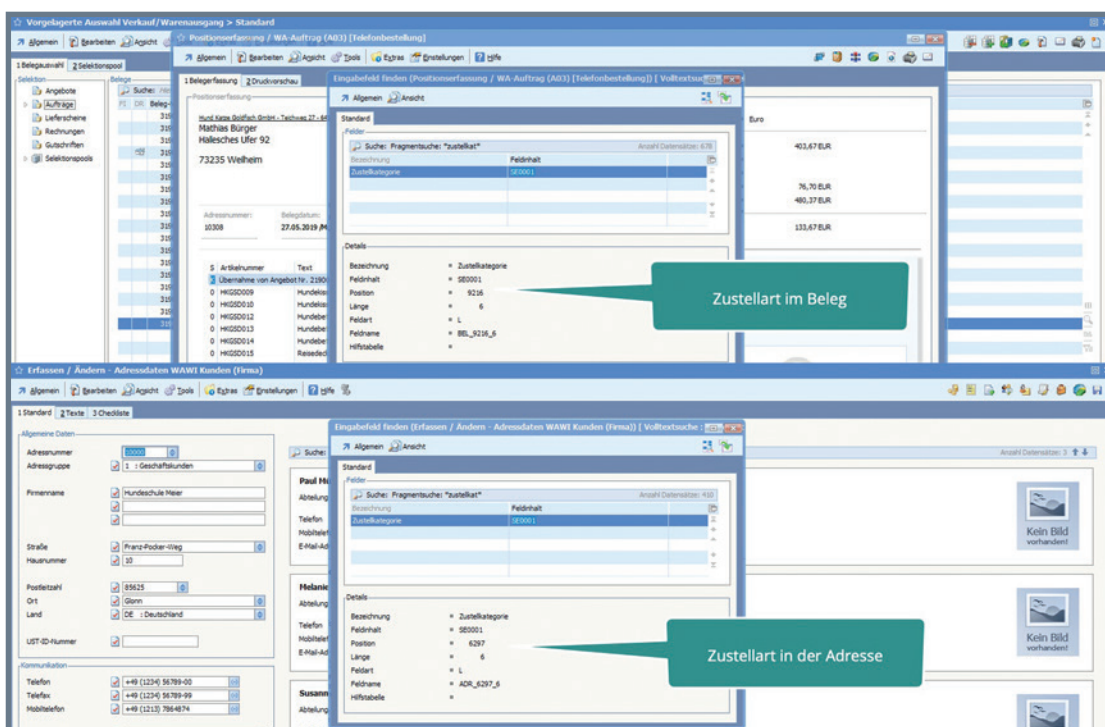 Vorgelagerte Auswahl Verkauf/Warenausgang > Standard
Allgemein Bearbeiten Ansicht
1 Belegauswahl 2 Selektionspool
Selektion
Angebote
Aufträge
Lieferscheine
Rechnungen
Gutschriften
Selektionspools
Belege
Suche:
Positionserfassung / WA-Auftrag (A03) [Telefonbestellung]
Allgemein Bearbeiten Ansicht Tools Extras Einstellungen Hilfe
1 Belegerfassung 2 Druckvorschau
Positionserfassung
Hund Katze Goldfisch GmbH - Teichweg 27 -
Mathias Bürger
Halesches Ufer 92
73235 Weilheim
Adressnummer: Belegdatum:
10308 27.05.2019
S Artikelnummer Text
Übernahme von Angebot Nr.
0 HKGSD009
0 HKGSD010
0 HKGSD012
0 HKGSD013
0 HKGSD014
0 HKGSD015
Euro
403,67 EUR
76,70 EUR
480,37 EUR
133,67 EUR
Eingabefeld finden (Positionserfassung / WA-Auftrag (A03) [Telefonbestellung])
Allgemein Ansicht
Standard
Felder
Suche: Fragmentsuche: "zustellkat" Anzahl Datensätze: 678
Bezeichnung Feldinhalt
Zustellkategorie SE0001
Details
Bezeichnung = Zustellkategorie
Feldinhalt = SE0001
Position = 9216
Länge = 6
Feldart = L
Feldname = BEL_9216_6
Hilfstabelle =
Zustellart im Beleg
Erfassen / Ändern - Adressdaten WAWI Kunden (Firma)
Allgemein Bearbeiten Ansicht Tools Extras Einstellungen Hilfe
1 Standard 2 Texte 3 Checkliste
Allgemeine Daten
Adressnummer 10000
Adressgruppe 1 : Geschäftskunden
Firmenname Hundeschule Meier
Straße Franz-Pocker-Weg
Hausnummer 10
Postleitzahl 85625
Ort Glonn
Land DE : Deutschland
UST-ID-Nummer
Kommunikation
Telefon +49 (1234) 56789-00
Telefax +49 (1234) 56789-99
Mobiltelefon +49 (1213) 7864874
Suche:
Anzahl Datensätze: 3
Abteilung
Telefon
Kein Bild
vorhanden!
Abteilung
Telefon
Kein Bild
vorhanden!
Abteilung
Eingabefeld finden (Erfassen / Ändern - Adressdaten WAWI Kunden (Firma)) [ Volltextsuche :
Allgemein Ansicht
Standard
Felder
Suche: Fragmentsuche: "zustellkat" Anzahl Datensätze: 410
Bezeichnung Feldinhalt
Zustellkategorie SE0001
Details
Bezeichnung = Zustellkategorie
Feldinhalt = SE0001
Position = 6297
Länge = 6
Feldart = L
Feldname = ADR_6297_6
Hilfstabelle =
Zustellart in der Adresse